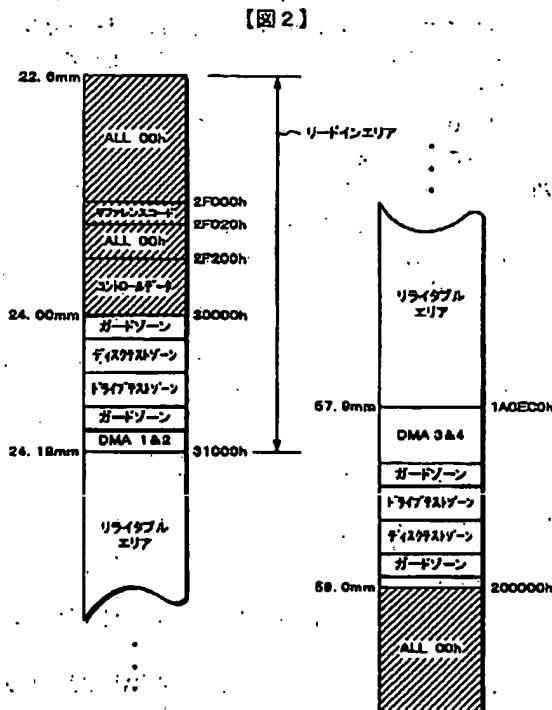 【図２】
22.6mm
ALL 00h
リードインエリア
2F000h
リファレンスコード
2F020h
ALL 00h
2F200h
コントロールデータ
24.00mm
30000h
ガードゾーン
ディスクテストゾーン
ドライブテストゾーン
ガードゾーン
DMA 1&2
24.19mm
31000h
リライタブル
エリア
リライタブル
エリア
57.9mm
1A0EC0h
DMA 3&4
ガードゾーン
ドライブテストゾーン
ディスクテストゾーン
ガードゾーン
58.0mm
200000h
ALL 00h